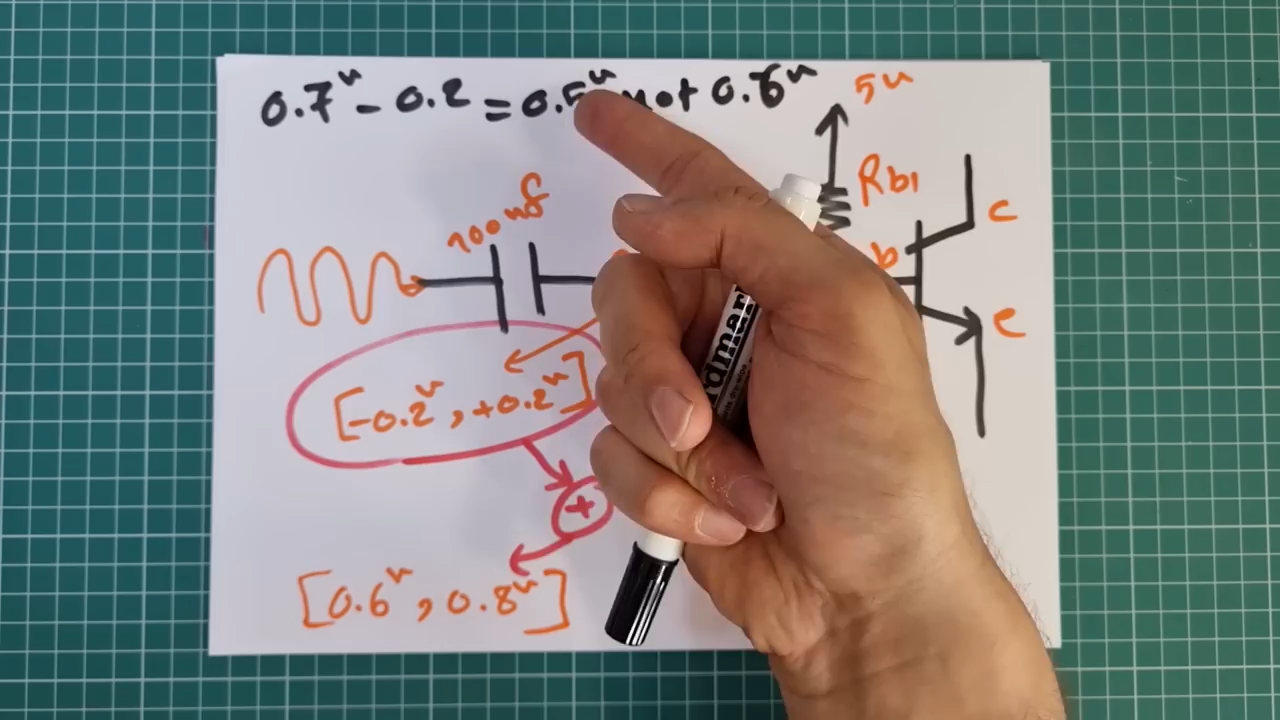 0.7v - 0.2 = 0.5v not 0.6v
5v
Rb1
100nf
c
b
e
[-0.2v, +0.2v]
+
[0.6v, 0.8v]